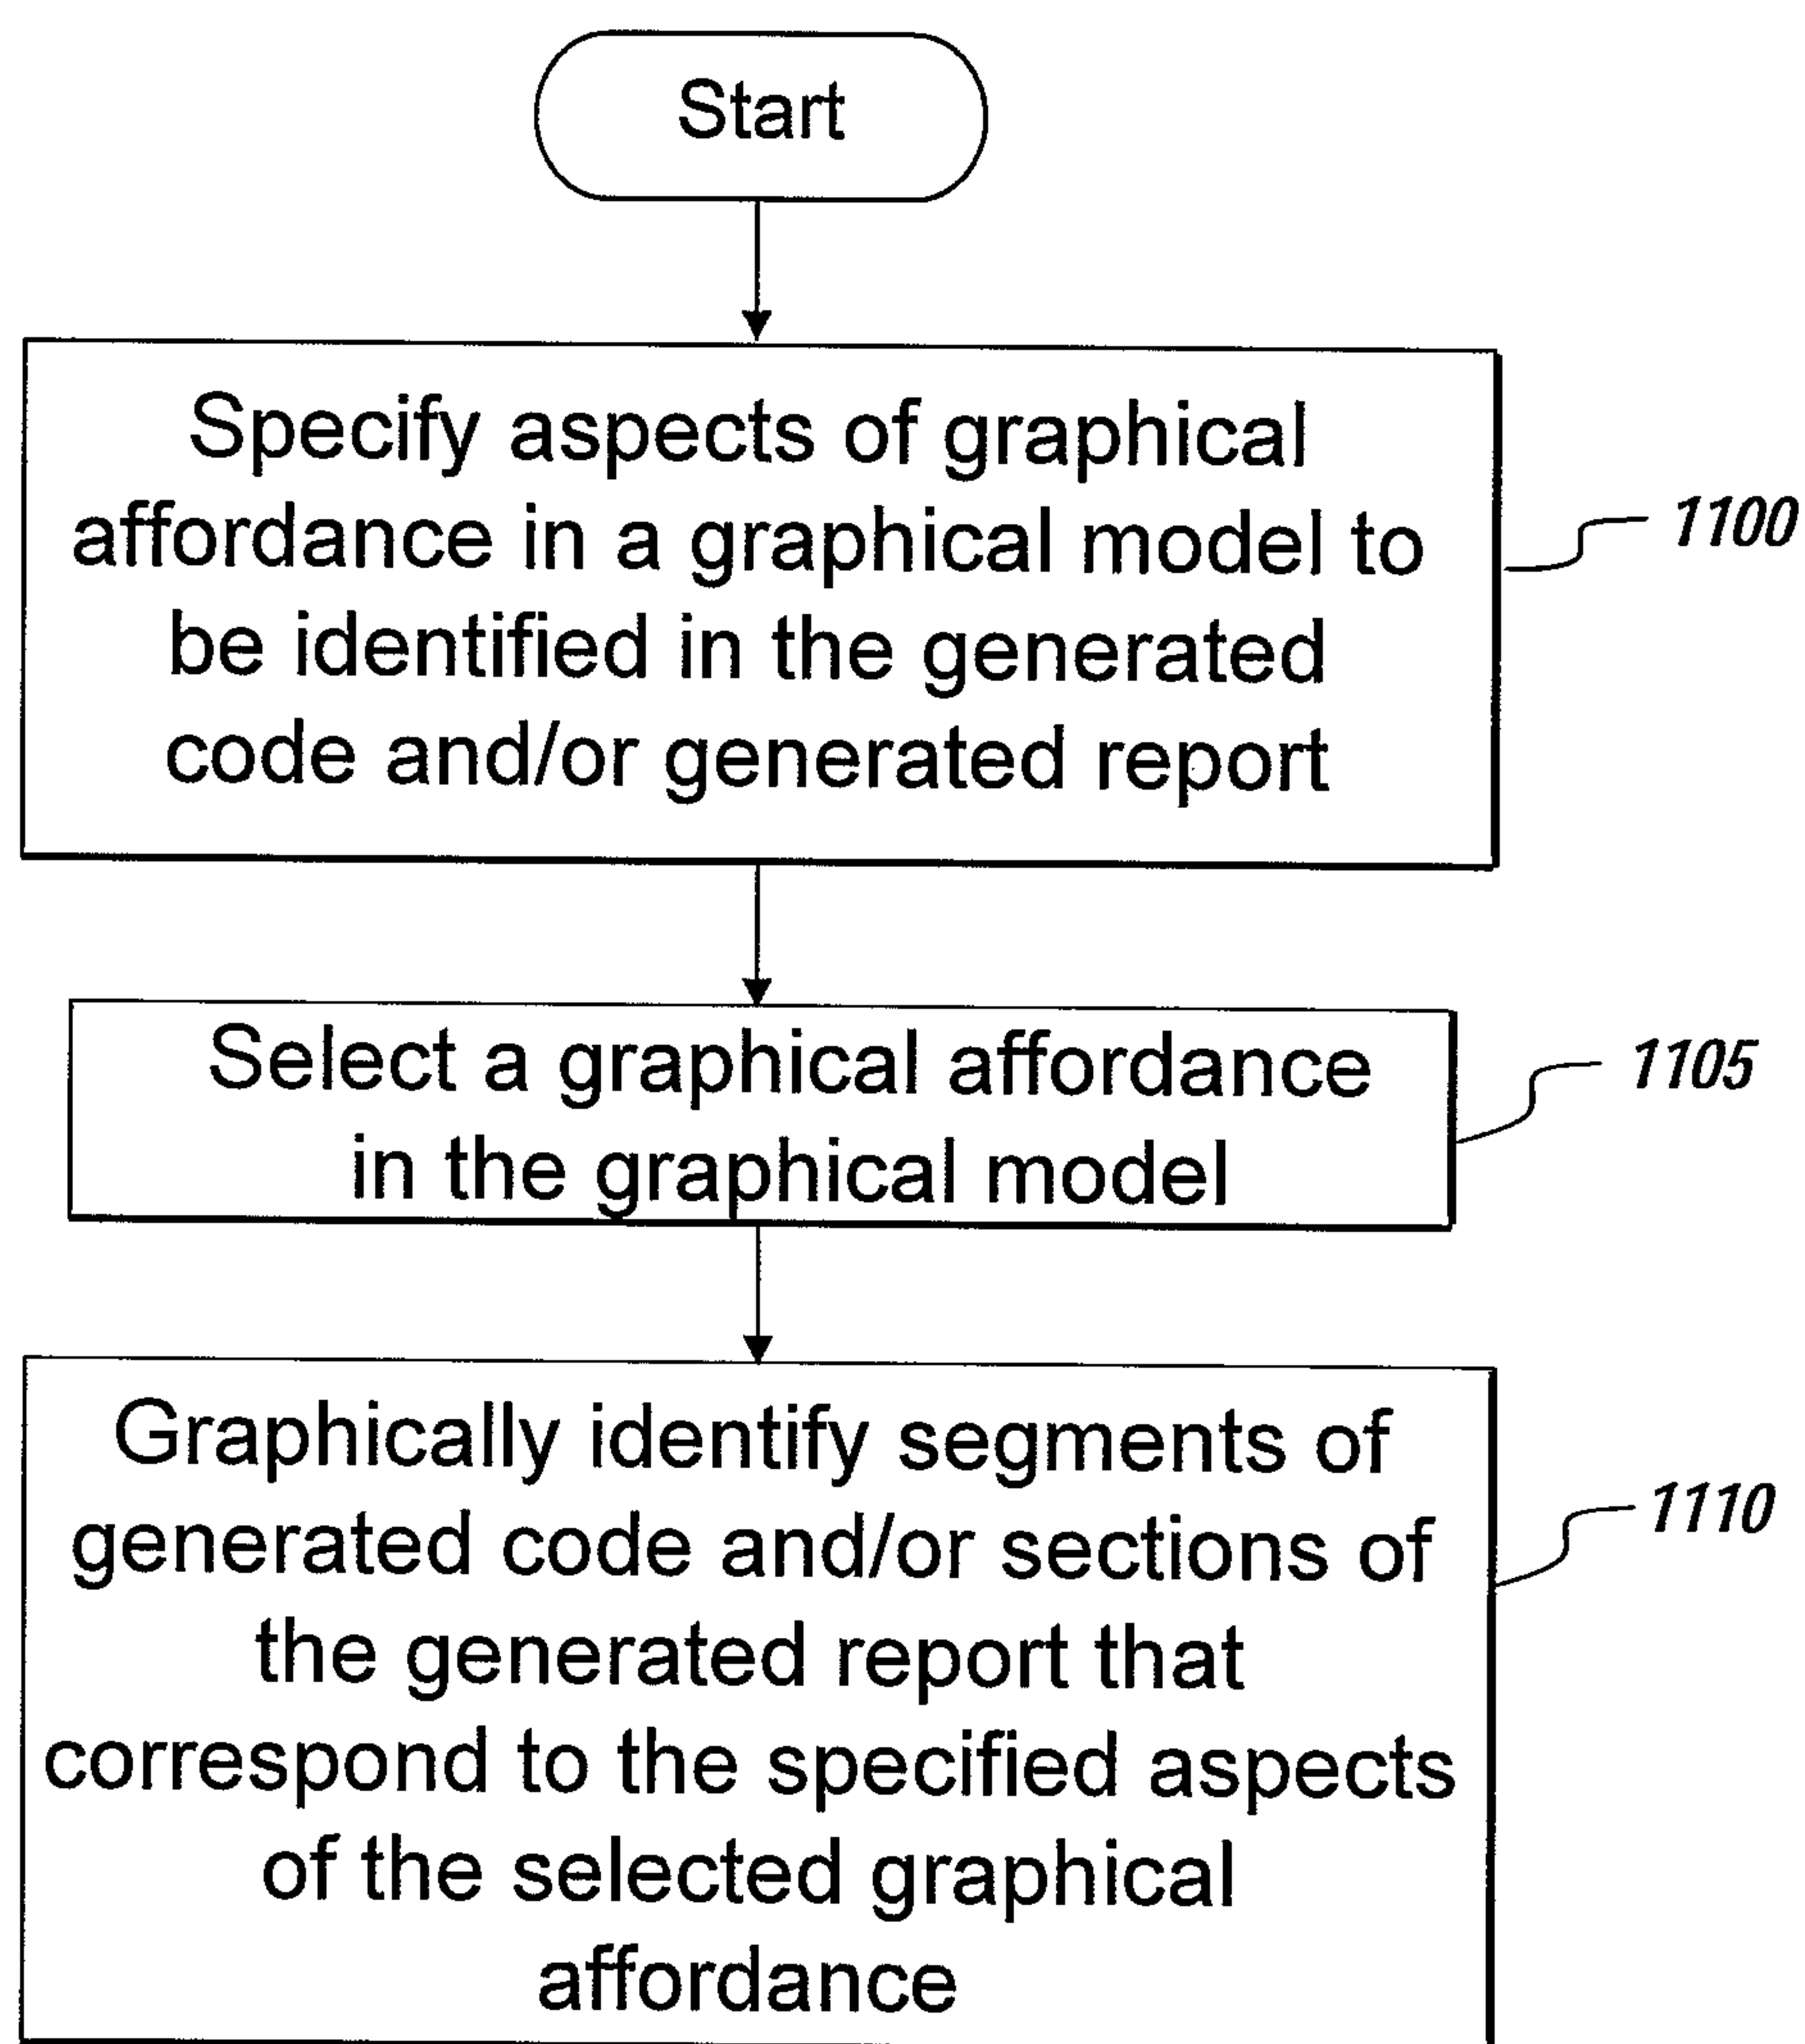 Start
Specify aspects of graphical
affordance in a graphical model to
be identified in the generated
code and/or generated report
1100
Select a graphical affordance
in the graphical model
1105
Graphically identify segments of
generated code and/or sections of
the generated report that
correspond to the specified aspects
of the selected graphical
affordance
1110